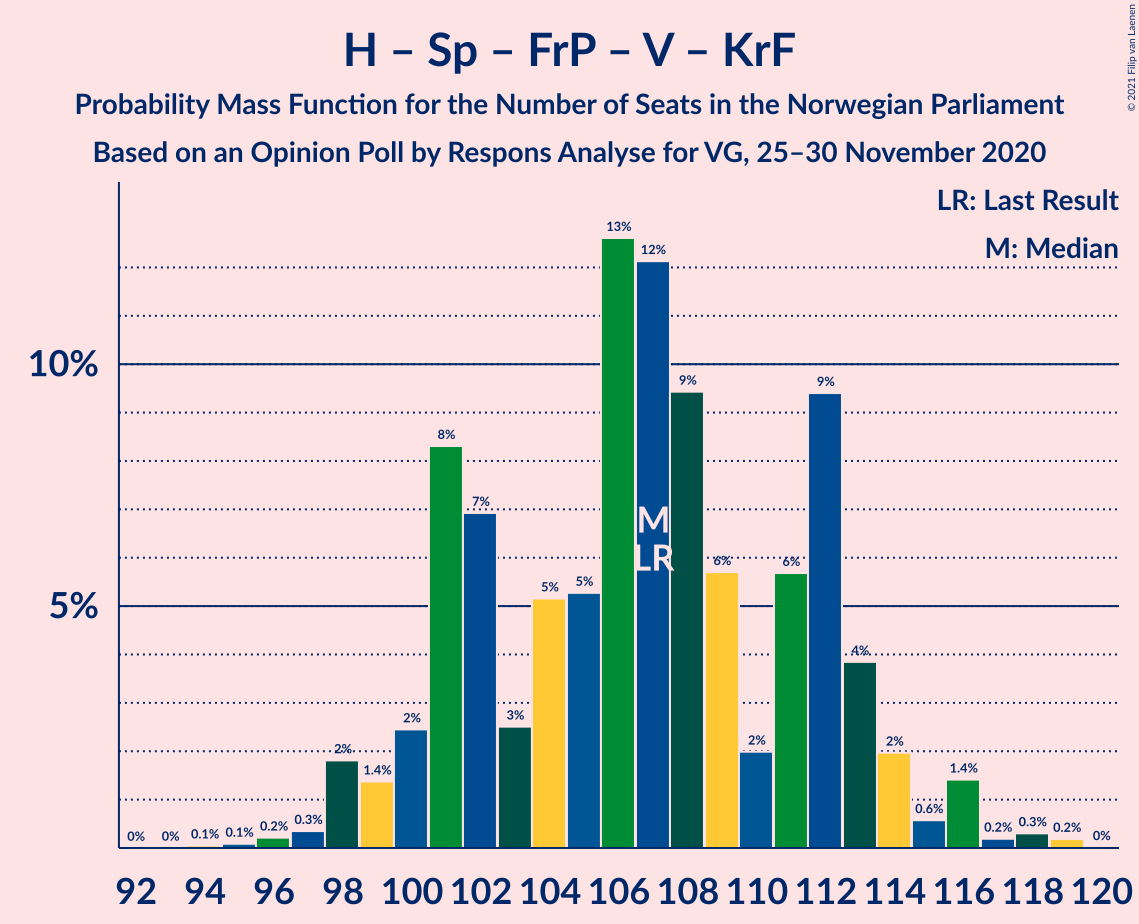 H – Sp – FrP – V – KrF
Probability Mass Function for the Number of Seats in the Norwegian Parliament
Based on an Opinion Poll by Respons Analyse for VG, 25–30 November 2020
© 2021 Filip van Laenen
LR: Last Result
M: Median
10%
5%
0% 0% 0.1% 0.1% 0.2% 0.3% 2% 1.4% 2% 8% 7% 3% 5% 5% 13% 12% 9% 6% 2% 6% 9% 4% 2% 0.6% 1.4% 0.2% 0.3% 0.2% 0%
M
LR
92 94 96 98 100 102 104 106 108 110 112 114 116 118 120